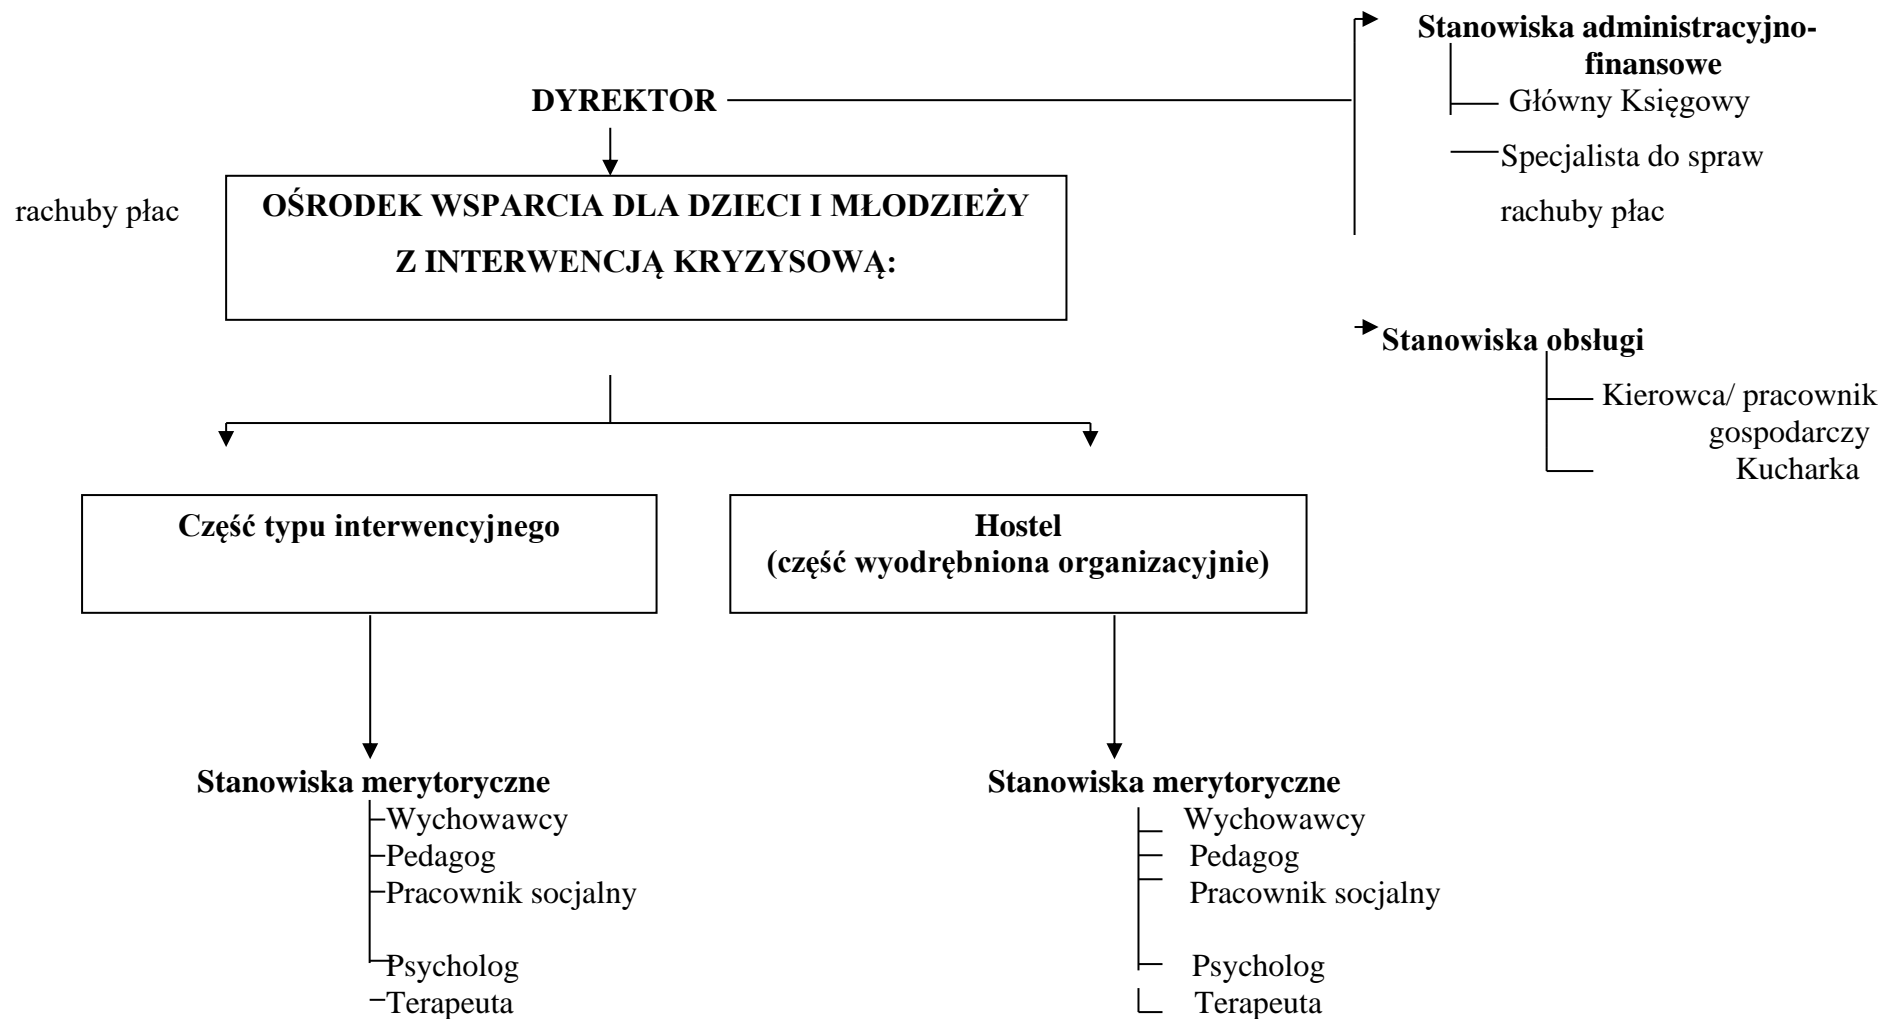 Stanowiska administracyjno-
finansowe
DYREKTOR
Główny Księgowy
Specjalista do spraw
rachuby płac
rachuby płac
OŚRODEK WSPARCIA DLA DZIECI I MŁODZIEŻY
Z INTERWENCJĄ KRYZYSOWĄ:
Stanowiska obsługi
Kierowca/ pracownik
gospodarczy
Kucharka
Część typu interwencyjnego
Hostel
(część wyodrębniona organizacyjnie)
Stanowiska merytoryczne
Wychowawcy
Pedagog
Pracownik socjalny
Psycholog
Terapeuta
Stanowiska merytoryczne
Wychowawcy
Pedagog
Pracownik socjalny
Psycholog
Terapeuta